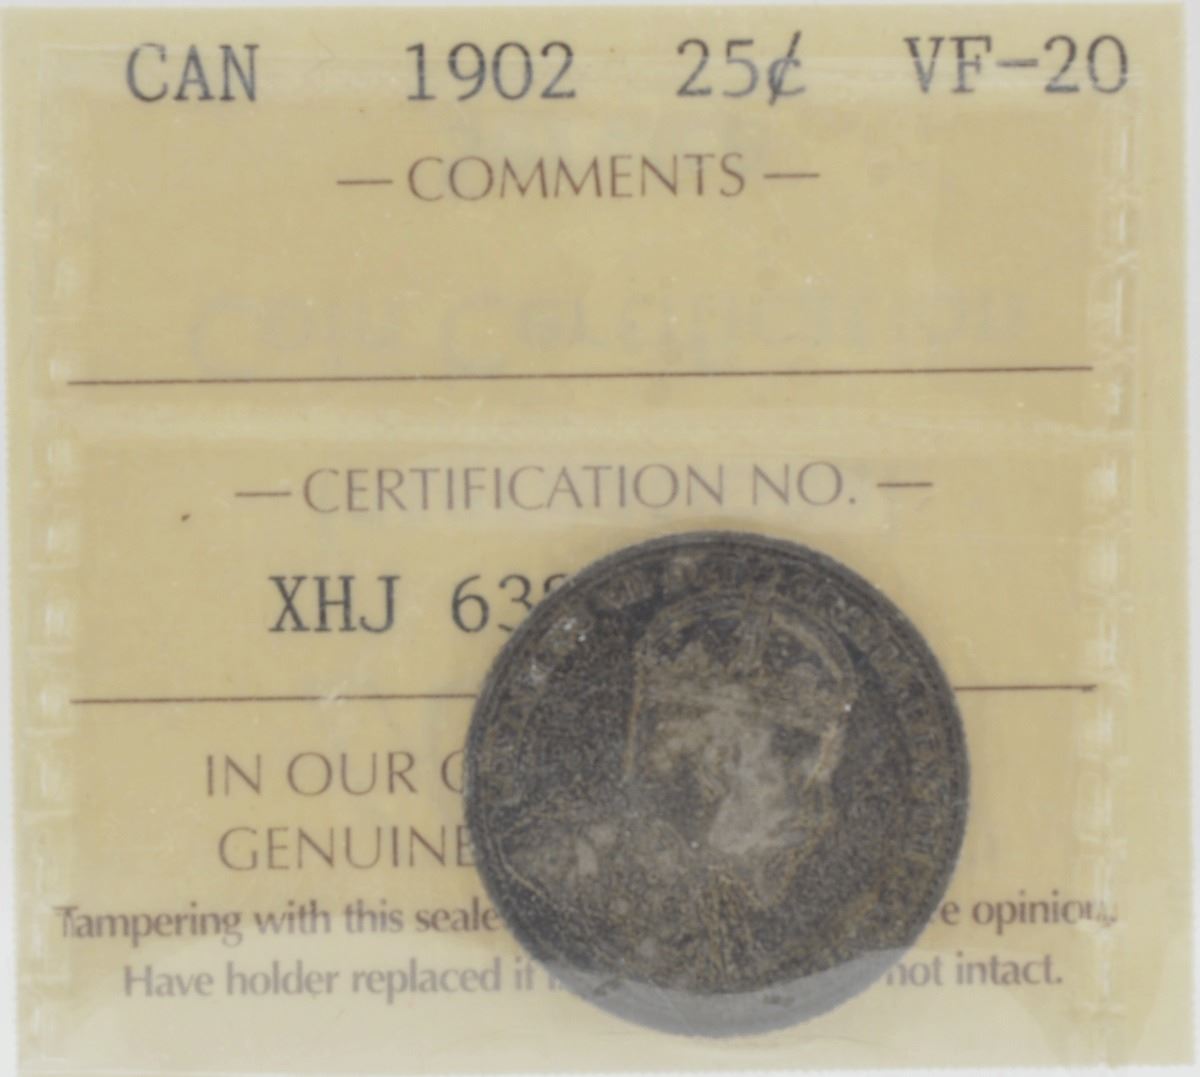 CAN 1902 25¢ VF-20
— COMMENTS —
— CERTIFICATION NO. —
XHJ 63
IN OUR
GENUINE
Tampering with this seale e opinion.
Have holder replaced if not intact.